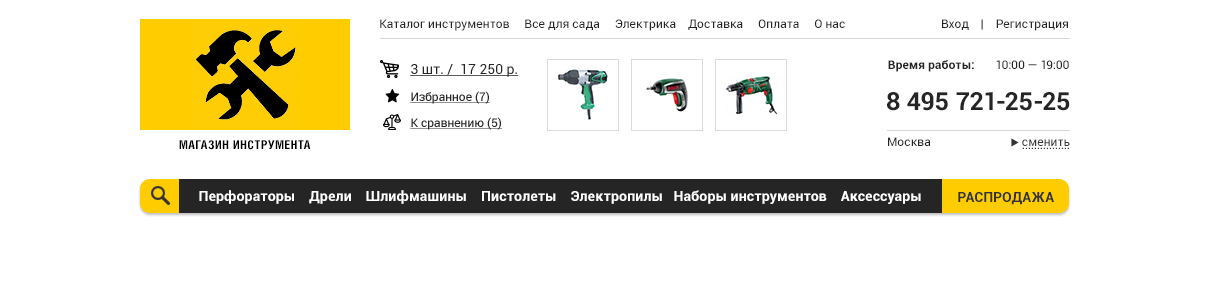 Каталог инструментов Все для сада Электрика Доставка Оплата О нас Вход | Регистрация
3 шт. / 17 250 р.
Избранное (7)
К сравнению (5)
Время работы: 10:00 — 19:00
8 495 721-25-25
Москва сменить
МАГАЗИН ИНСТРУМЕНТА
Перфораторы Дрели Шлифмашины Пистолеты Электропилы Наборы инструментов Аксессуары РАСПРОДАЖА